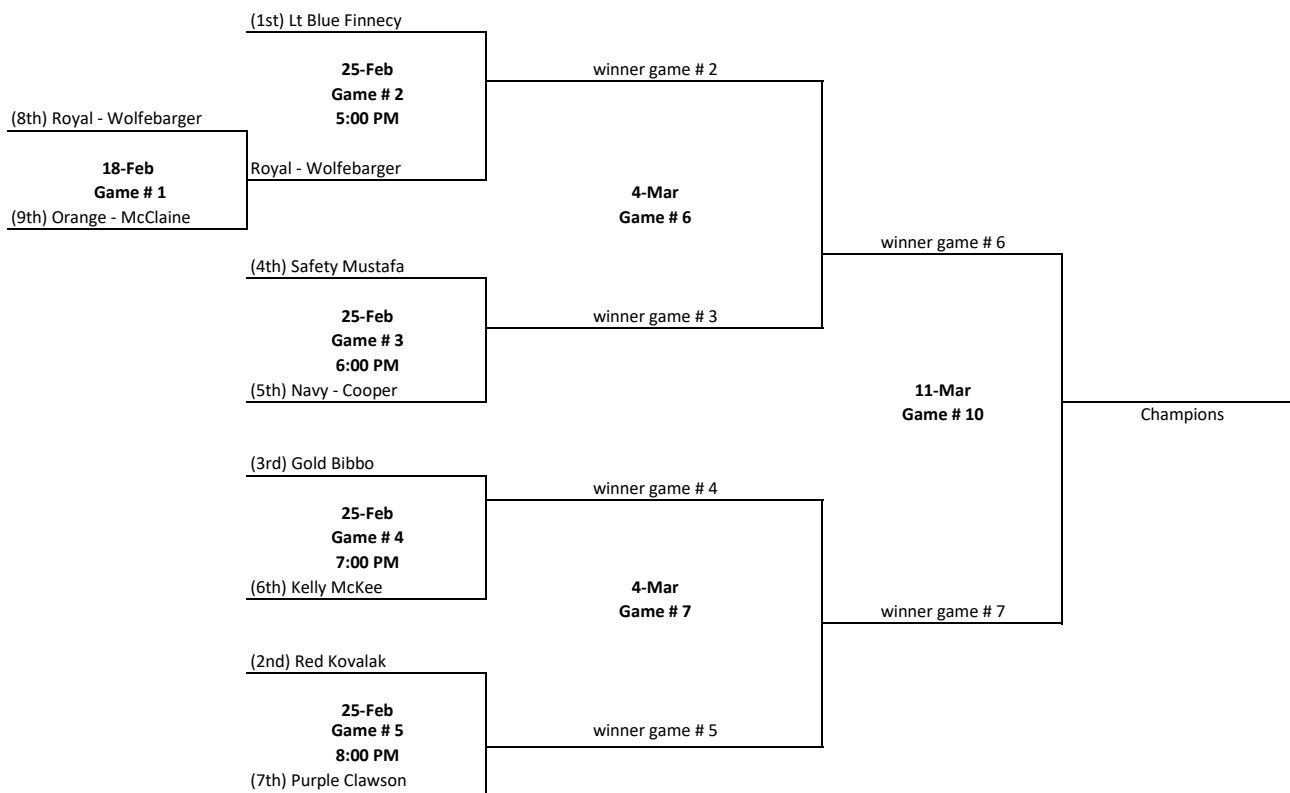 (1st) Lt Blue Finnecy
25-Feb
Game # 2
5:00 PM
winner game # 2
(8th) Royal - Wolfebarger
18-Feb
Game # 1
Royal - Wolfebarger
(9th) Orange - McClaine
4-Mar
Game # 6
winner game # 6
(4th) Safety Mustafa
25-Feb
Game # 3
6:00 PM
winner game # 3
(5th) Navy - Cooper
11-Mar
Game # 10
Champions
(3rd) Gold Bibbo
winner game # 4
25-Feb
Game # 4
7:00 PM
(6th) Kelly McKee
4-Mar
Game # 7
winner game # 7
(2nd) Red Kovalak
25-Feb
Game # 5
8:00 PM
winner game # 5
(7th) Purple Clawson